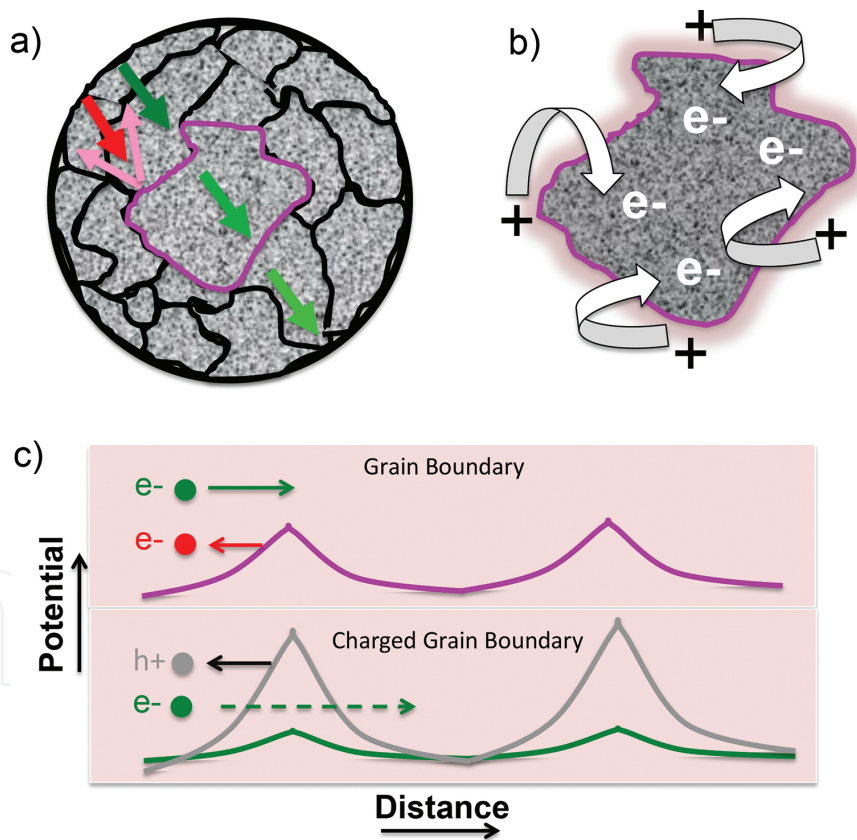 a)
b)
+
e-
e-
+
e-
+
e-
+
c)
Grain Boundary
e-
e-
Potential
Charged Grain Boundary
h+
e-
Distance